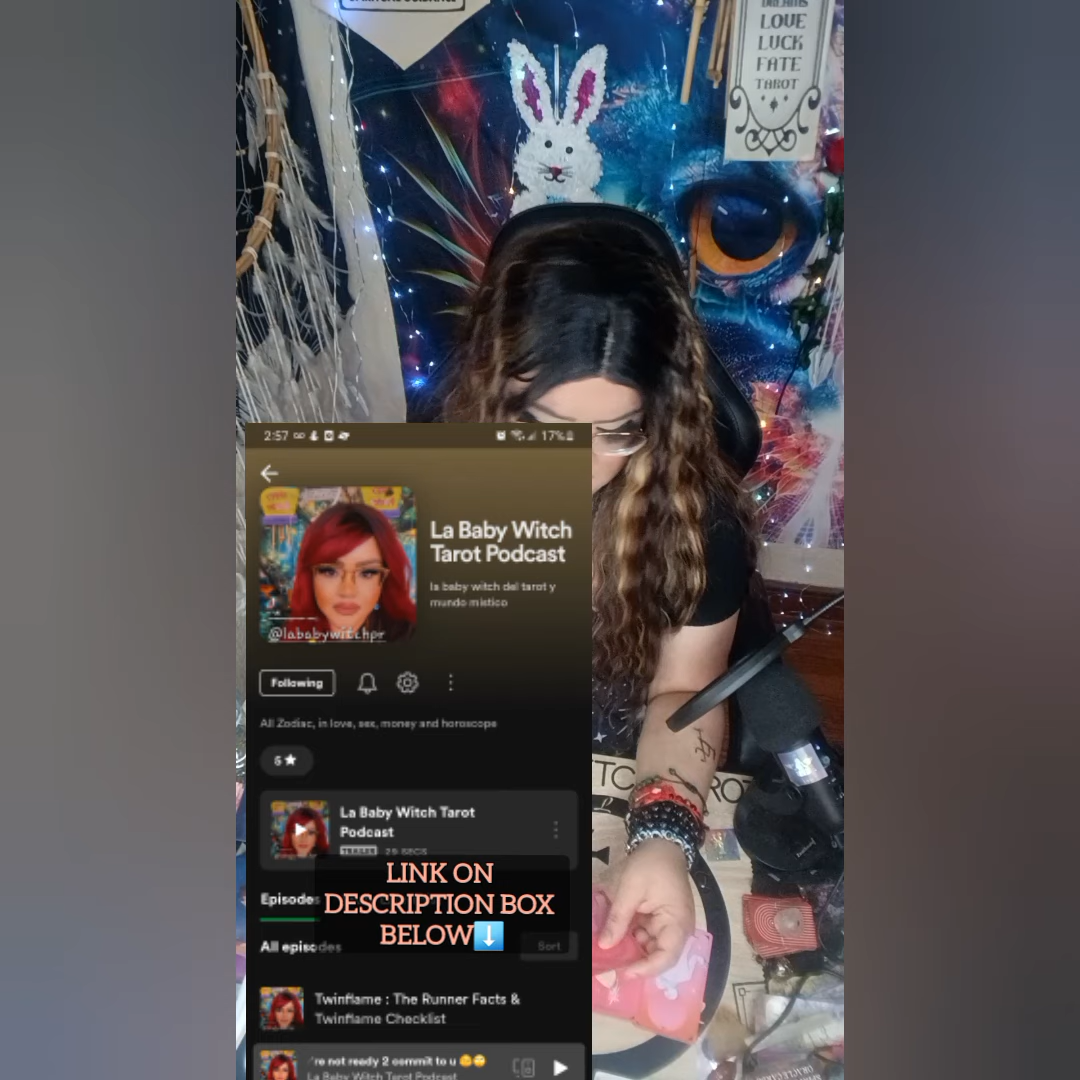 LOVE
LUCK
FATE
TAROT
2:57
17%
La Baby Witch
Tarot Podcast
la baby witch del tarot y
mundo mistico
@lababywitchpr
Following
All Zodiac, in love, sex, money and horoscope
5★
La Baby Witch Tarot
Podcast
TRAILER 29 SECS
LINK ON
DESCRIPTION BOX
BELOW⬇️
Episodes
All episodes
Sort
Twinflame : The Runner Facts &
Twinflame Checklist
're not ready 2 commit to u
La Baby Witch Tarot Podcast